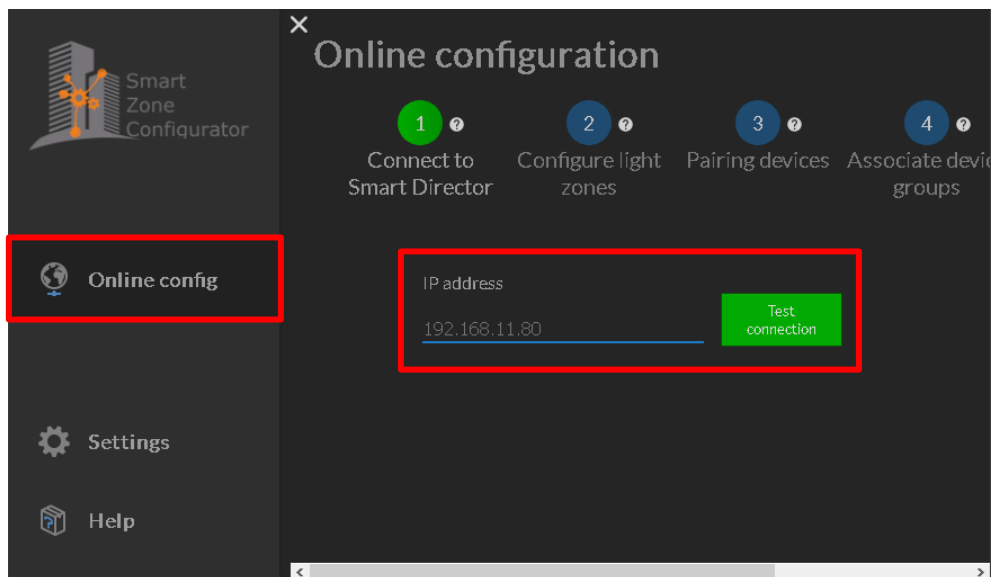 Smart
Zone
Configurator
Online config
Settings
Help
Online configuration
1
Connect to
Smart Director
2
Configure light
zones
3
Pairing devices
4
Associate devic
groups
IP address
192.168.11.80
Test
connection